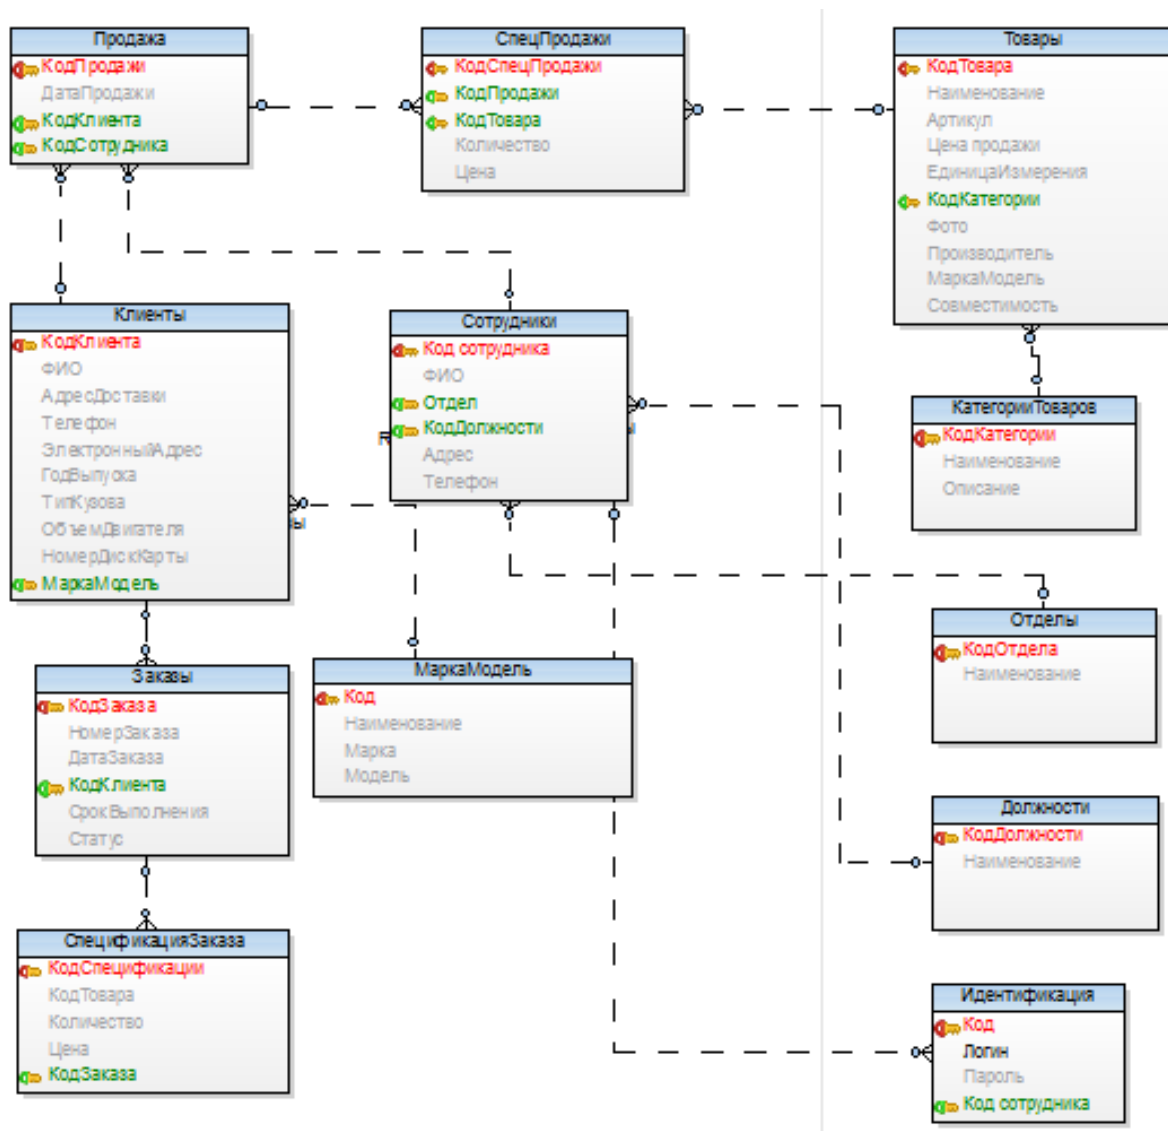 Продажа
КодПродажи
ДатаПродажи
КодКлиента
КодСотрудника
СпецПродажи
КодСпецПродажи
КодПродажи
КодТовара
Количество
Цена
Товары
КодТовара
Наименование
Артикул
Цена продажи
ЕдиницаИзмерения
КодКатегории
Фото
Производитель
МаркаМодель
Совместимость
Клиенты
КодКлиента
ФИО
АдресДоставки
Телефон
ЭлектронныйАдрес
ГодВыпуска
ТипКузова
ОбъемДвигателя
НомерДискКарты
МаркаМодель
Сотрудники
Код сотрудника
ФИО
Отдел
КодДолжности
Адрес
Телефон
КатегорииТоваров
КодКатегории
Наименование
Описание
Отделы
КодОтдела
Наименование
Заказы
КодЗаказа
НомерЗаказа
ДатаЗаказа
КодКлиента
СрокВыполнения
Статус
МаркаМодель
Код
Наименование
Марка
Модель
Должности
КодДолжности
Наименование
СпецификацияЗаказа
КодСпецификации
КодТовара
Количество
Цена
КодЗаказа
Идентификация
Код
Логин
Пароль
Код сотрудника